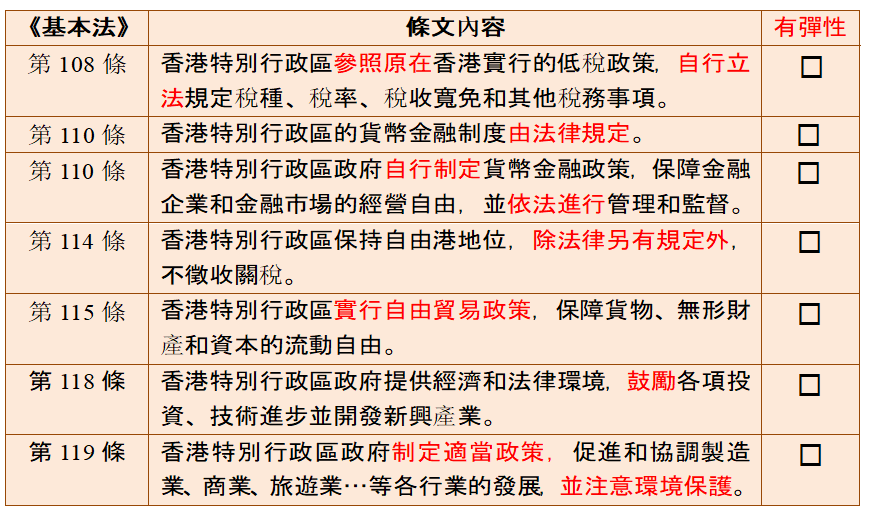 《基本法》 條文內容 有彈性
第 108 條 香港特別行政區參照原在香港實行的低稅政策，自行立
法規定稅種、稅率、稅收寬免和其他稅務事項。 □
第 110 條 香港特別行政區的貨幣金融制度由法律規定。 □
第 110 條 香港特別行政區政府自行制定貨幣金融政策，保障金融
企業和金融市場的經營自由，並依法進行管理和監督。 □
第 114 條 香港特別行政區保持自由港地位，除法律另有規定外，
不徵收關稅。 □
第 115 條 香港特別行政區實行自由貿易政策，保障貨物、無形財
產和資本的流動自由。 □
第 118 條 香港特別行政區政府提供經濟和法律環境，鼓勵各項投
資、技術進步並開發新興產業。 □
第 119 條 香港特別行政區政府制定適當政策，促進和協調製造
業、商業、旅遊業…等各行業的發展，並注意環境保護。 □